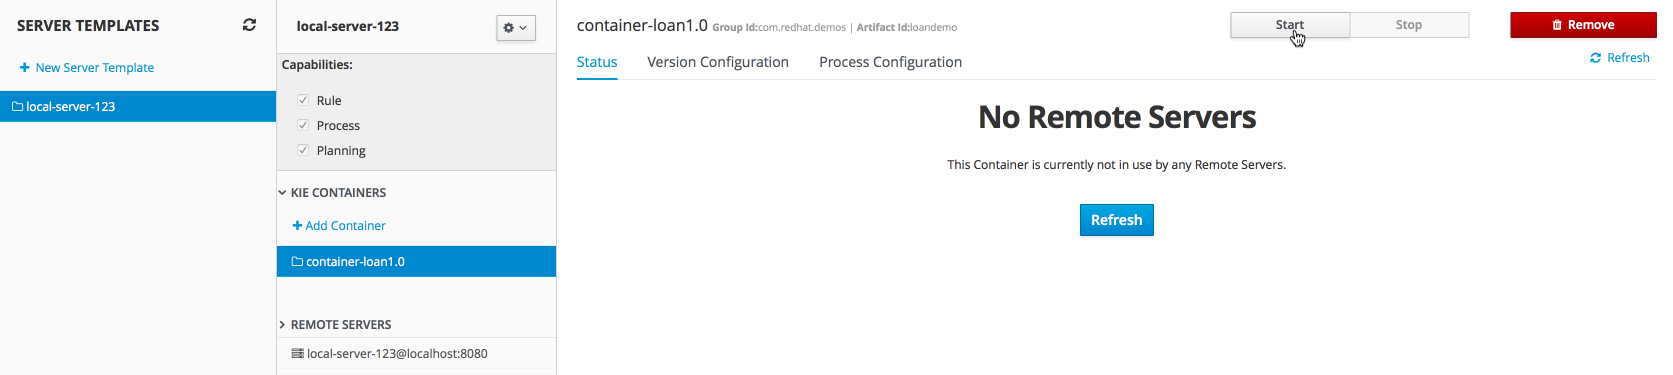 SERVER TEMPLATES
+ New Server Template
local-server-123
local-server-123
Capabilities:
Rule
Process
Planning
KIE CONTAINERS
+ Add Container
container-loan1.0
REMOTE SERVERS
local-server-123@localhost:8080
container-loan1.0 Group Id:com.redhat.demos | Artifact Id:loandemo
Start
Stop
Remove
Status
Version Configuration
Process Configuration
Refresh
No Remote Servers
This Container is currently not in use by any Remote Servers.
Refresh